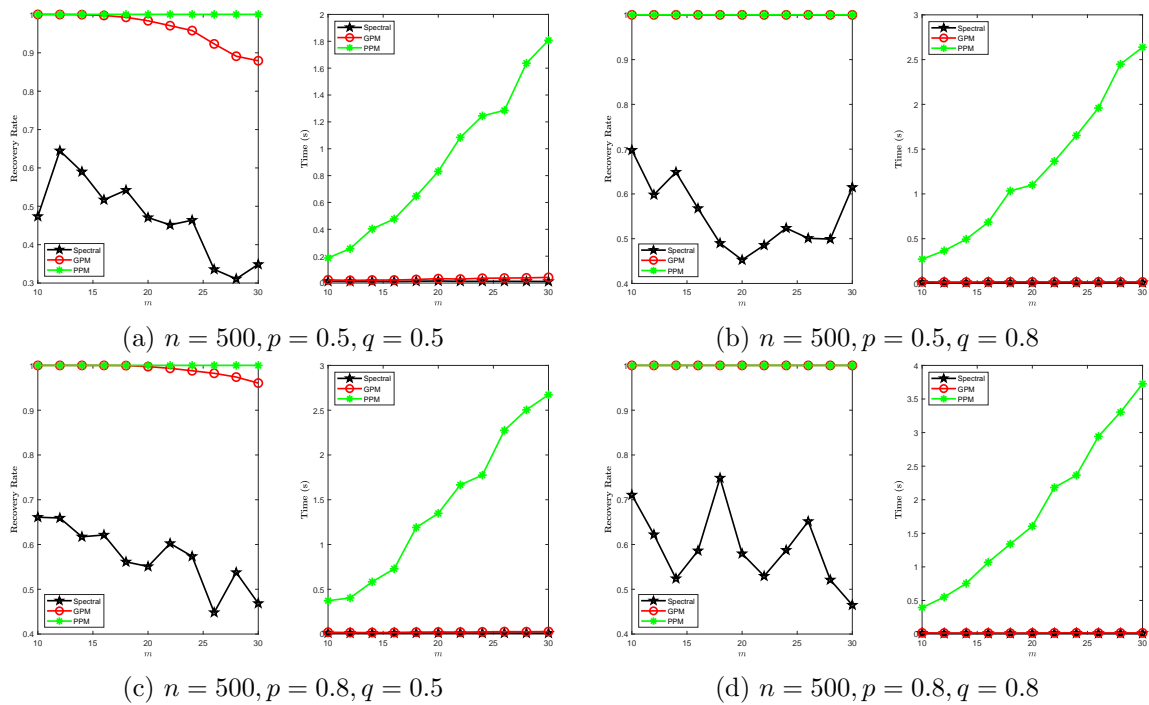 1
0.9
0.8
0.7
0.6
0.5
0.4
0.3
Recovery Rate
Spectral
GPM
PPM
10 15 20 25 30
m
2
1.8
1.6
1.4
1.2
1
0.8
0.6
0.4
0.2
0
Time (s)
Spectral
GPM
PPM
10 15 20 25 30
m
(a) n = 500, p = 0.5, q = 0.5
1
0.9
0.8
0.7
0.6
0.5
0.4
Recovery Rate
Spectral
GPM
PPM
10 15 20 25 30
m
3
2.5
2
1.5
1
0.5
0
Time (s)
Spectral
GPM
PPM
10 15 20 25 30
m
(b) n = 500, p = 0.5, q = 0.8
1
0.9
0.8
0.7
0.6
0.5
0.4
Recovery Rate
Spectral
GPM
PPM
10 15 20 25 30
m
3
2.5
2
1.5
1
0.5
0
Time (s)
Spectral
GPM
PPM
10 15 20 25 30
m
(c) n = 500, p = 0.8, q = 0.5
1
0.9
0.8
0.7
0.6
0.5
0.4
Recovery Rate
Spectral
GPM
PPM
10 15 20 25 30
m
4
3.5
3
2.5
2
1.5
1
0.5
0
Time (s)
Spectral
GPM
PPM
10 15 20 25 30
m
(d) n = 500, p = 0.8, q = 0.8